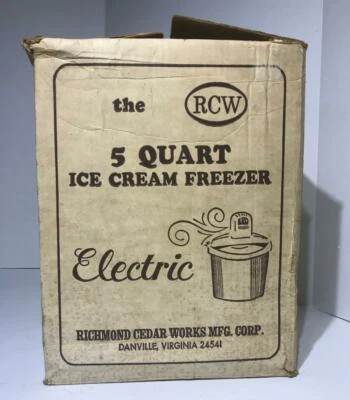 the RCW
5 QUART
ICE CREAM FREEZER
Electric
RICHMOND CEDAR WORKS MFG. CORP.
DANVILLE, VIRGINIA 24541